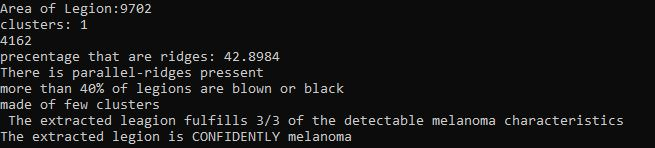 Area of Legion:9702
clusters: 1
4162
precentage that are ridges: 42.8984
There is parallel-ridges pressent
more than 40% of legions are blown or black
made of few clusters
The extracted leagion fulfills 3/3 of the detectable melanoma characteristics
The extracted legion is CONFIDENTLY melanoma